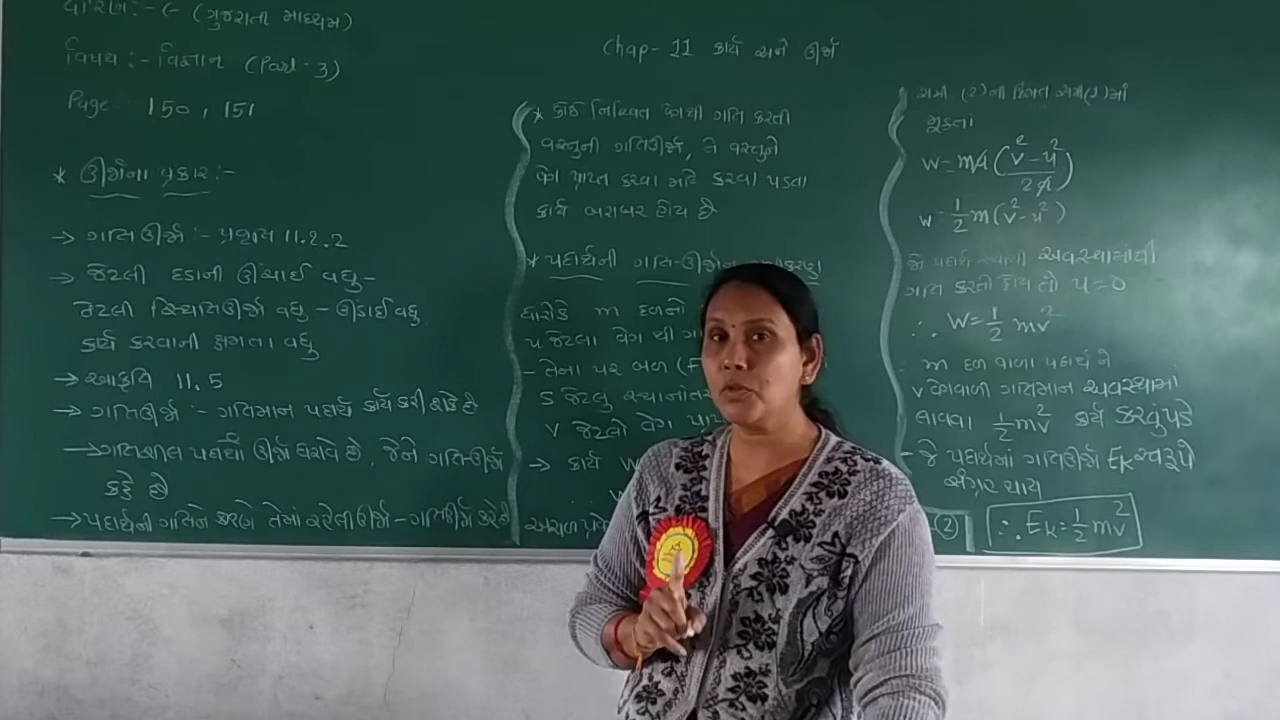 ધોરણ :- ૯ (ગુજરાતી માધ્યમ)
વિષય :- વિજ્ઞાન (Part-3)
Page 150, 151
* ઊર્જાના પ્રકાર :-
→ ગતિઊર્જા :- પ્રવૃત્તિ 11.2.2
→ જેટલી દડાની ઊંચાઈ વધુ -
તેટલી સ્થિતિઊર્જા વધુ - ઊંડાઈ વધુ
કાર્ય કરવાની ક્ષમતા વધુ
→ આકૃતિ 11.5
→ ગતિઊર્જા :- ગતિમાન પદાર્થ કાર્ય કરી શકે છે
→ ગતિશીલ પદાર્થો ઊર્જા ધરાવે છે, જેને ગતિઊર્જા
કહે છે
→ પદાર્થની ગતિને કારણે તેમાં રહેલી ઊર્જા - ગતિઊર્જા કહે છે
Chap-11 કાર્ય અને ઊર્જા
* કોઈ નિશ્ચિત વેગથી ગતિ કરતી
વસ્તુની ગતિઊર્જા, તે વસ્તુને
વેગ પ્રાપ્ત કરવા માટે કરવા પડતા
કાર્ય બરાબર હોય છે
* પદાર્થની ગતિ-ઊર્જાનું
ધારોકે m દળનો
u જેટલા વેગ થી
- તેના પર બળ (F
S જેટલુ સ્થાનાંતર
v જેટલો વેગ
→ કાર્ય W
∴ W
સમી (2)ની કિંમત સમી(1)માં
મૂકતાં
W = ma (v² - u² / 2a)
W = 1/2 m (v² - u²)
જો પદાર્થ સ્થાયી અવસ્થામાંથી
ગતિ કરતો હોય તો u = 0
∴ W = 1/2 mv²
∴ m દળ વાળા પદાર્થ ને
v વેગવાળી ગતિમાન અવસ્થામાં
લાવવા 1/2 mv² કાર્ય કરવું પડે
- જે પદાર્થમાં ગતિઊર્જા Ek સ્વરૂપે
સંગ્રહ થાય
(2) ∴ Ek = 1/2 mv²